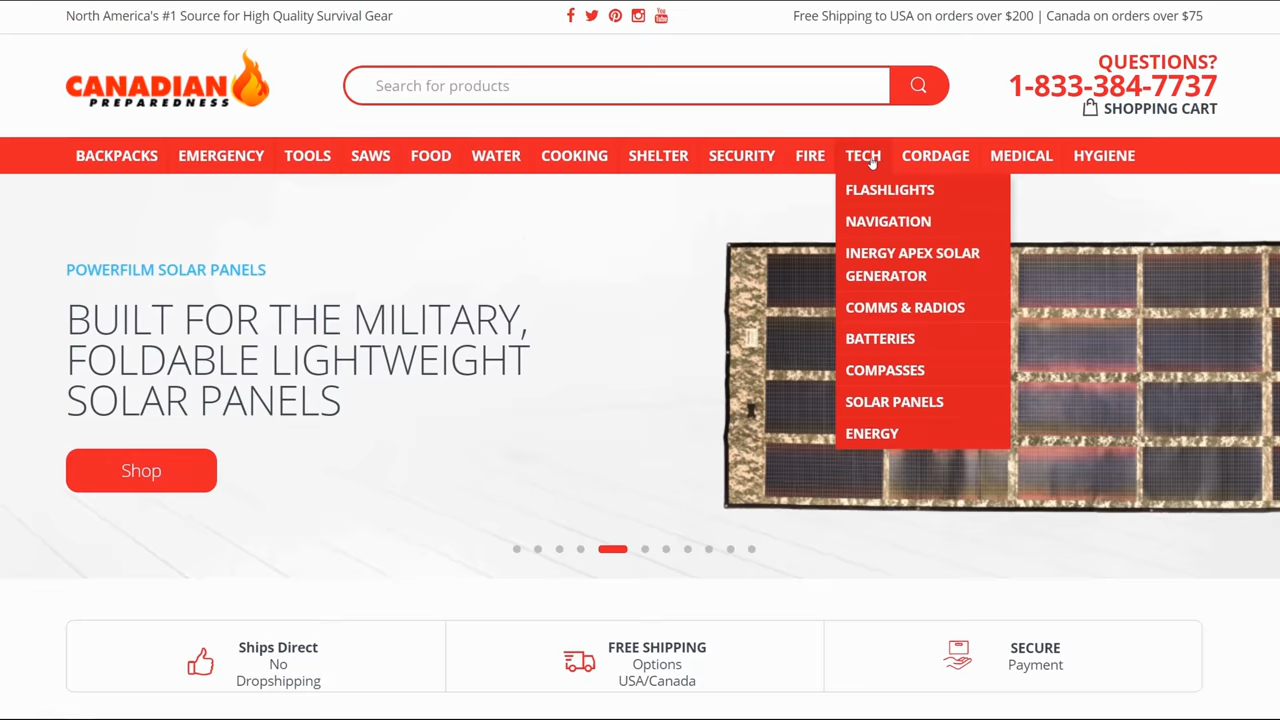 North America's #1 Source for High Quality Survival Gear
You Tube
Free Shipping to USA on orders over $200 | Canada on orders over $75
CANADIAN
PREPAREDNESS
Search for products
QUESTIONS?
1-833-384-7737
SHOPPING CART
BACKPACKS EMERGENCY TOOLS SAWS FOOD WATER COOKING SHELTER SECURITY FIRE TECH CORDAGE MEDICAL HYGIENE
FLASHLIGHTS
NAVIGATION
INERGY APEX SOLAR
GENERATOR
COMMS & RADIOS
BATTERIES
COMPASSES
SOLAR PANELS
ENERGY
POWERFILM SOLAR PANELS
BUILT FOR THE MILITARY,
FOLDABLE LIGHTWEIGHT
SOLAR PANELS
Shop
Ships Direct
No
Dropshipping
FREE SHIPPING
Options
USA/Canada
SECURE
Payment